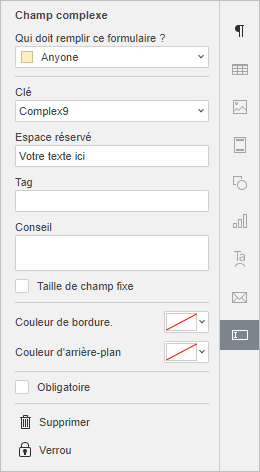 Champ complexe
Qui doit remplir ce formulaire ?
Anyone
Clé
Complex9
Espace réservé
Votre texte ici
Tag
Conseil
Taille de champ fixe
Couleur de bordure.
Couleur d'arrière-plan
Obligatoire
Supprimer
Verrou
Ta